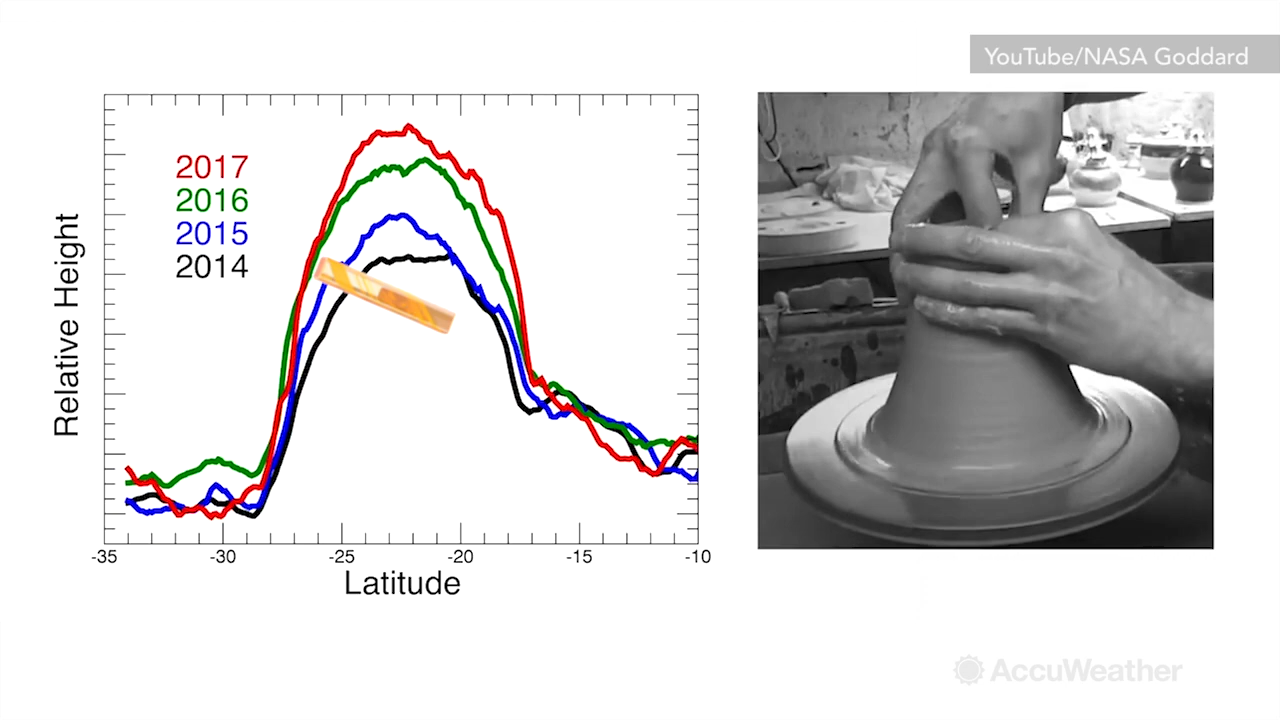 YouTube/NASA Goddard
2017
2016
2015
2014
Relative Height
-35 -30 -25 -20 -15 -10
Latitude
AccuWeather